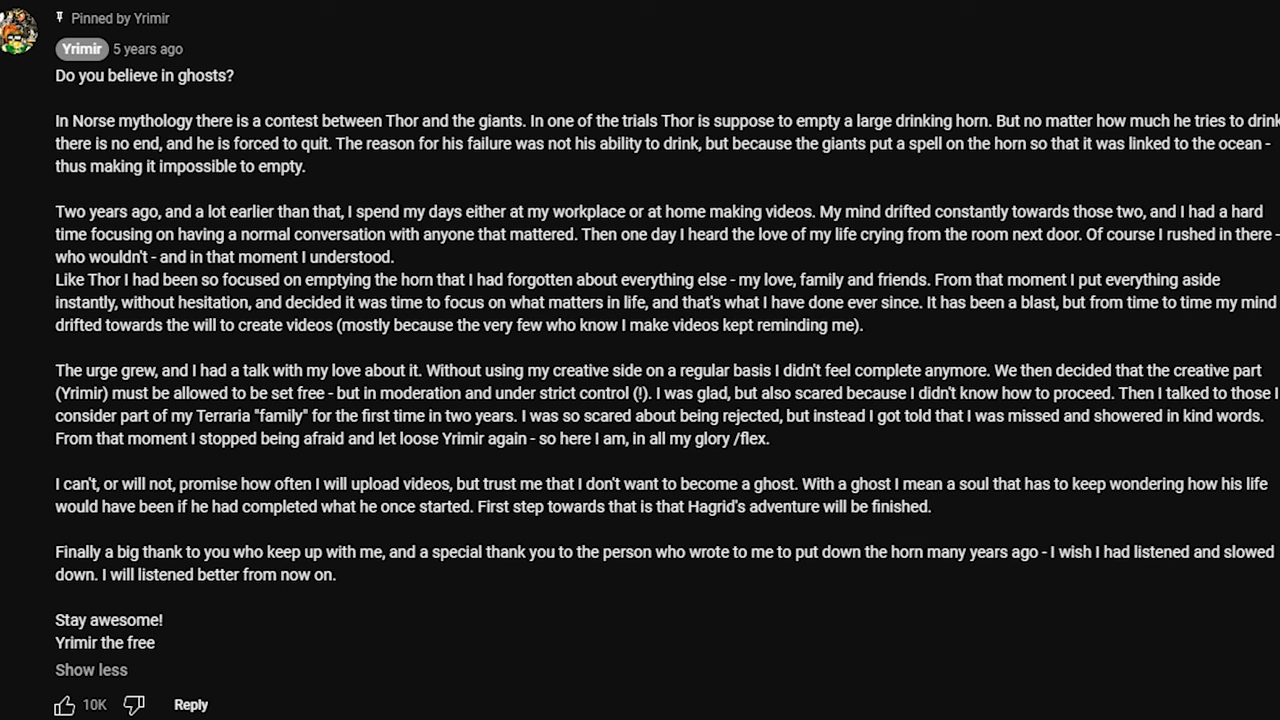 Pinned by Yrimir
Yrimir 5 years ago
Do you believe in ghosts?
In Norse mythology there is a contest between Thor and the giants. In one of the trials Thor is suppose to empty a large drinking horn. But no matter how much he tries to drink
there is no end, and he is forced to quit. The reason for his failure was not his ability to drink, but because the giants put a spell on the horn so that it was linked to the ocean -
thus making it impossible to empty.
Two years ago, and a lot earlier than that, I spend my days either at my workplace or at home making videos. My mind drifted constantly towards those two, and I had a hard
time focusing on having a normal conversation with anyone that mattered. Then one day I heard the love of my life crying from the room next door. Of course I rushed in there -
who wouldn't - and in that moment I understood.
Like Thor I had been so focused on emptying the horn that I had forgotten about everything else - my love, family and friends. From that moment I put everything aside
instantly, without hesitation, and decided it was time to focus on what matters in life, and that's what I have done ever since. It has been a blast, but from time to time my mind
drifted towards the will to create videos (mostly because the very few who know I make videos kept reminding me).
The urge grew, and I had a talk with my love about it. Without using my creative side on a regular basis I didn't feel complete anymore. We then decided that the creative part
(Yrimir) must be allowed to be set free - but in moderation and under strict control (!). I was glad, but also scared because I didn't know how to proceed. Then I talked to those I
consider part of my Terraria "family" for the first time in two years. I was so scared about being rejected, but instead I got told that I was missed and showered in kind words.
From that moment I stopped being afraid and let loose Yrimir again - so here I am, in all my glory /flex.
I can't, or will not, promise how often I will upload videos, but trust me that I don't want to become a ghost. With a ghost I mean a soul that has to keep wondering how his life
would have been if he had completed what he once started. First step towards that is that Hagrid's adventure will be finished.
Finally a big thank to you who keep up with me, and a special thank you to the person who wrote to me to put down the horn many years ago - I wish I had listened and slowed
down. I will listened better from now on.
Stay awesome!
Yrimir the free
Show less
10K Reply